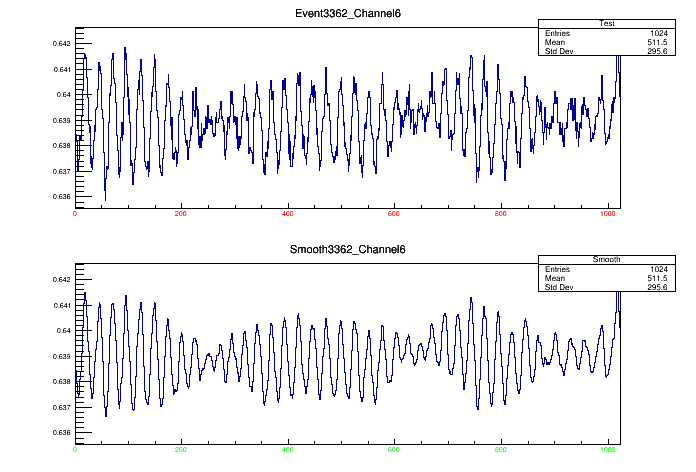 Event3362_Channel6
Test
Entries 1024
Mean 511.5
Std Dev 295.6
0.642
0.641
0.64
0.639
0.638
0.637
0.636
0 200 400 600 800 1000
Smooth3362_Channel6
Smooth
Entries 1024
Mean 511.5
Std Dev 295.6
0.642
0.641
0.64
0.639
0.638
0.637
0.636
0 200 400 600 800 1000